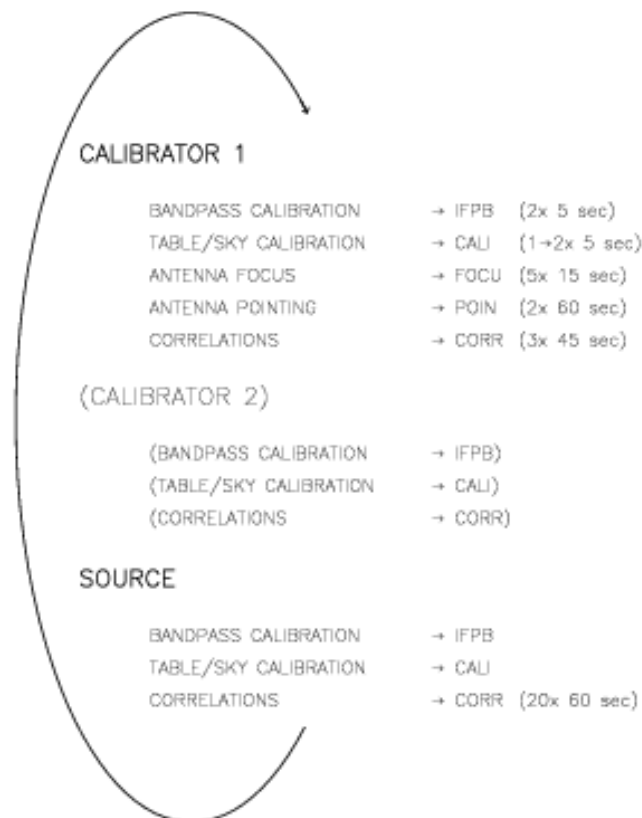 CALIBRATOR 1
BANDPASS CALIBRATION → IFPB (2x 5 sec)
TABLE/SKY CALIBRATION → CALI (1→2x 5 sec)
ANTENNA FOCUS → FOCU (5x 15 sec)
ANTENNA POINTING → POIN (2x 60 sec)
CORRELATIONS → CORR (3x 45 sec)
(CALIBRATOR 2)
(BANDPASS CALIBRATION → IFPB)
(TABLE/SKY CALIBRATION → CALI)
(CORRELATIONS → CORR)
SOURCE
BANDPASS CALIBRATION → IFPB
TABLE/SKY CALIBRATION → CALI
CORRELATIONS → CORR (20x 60 sec)